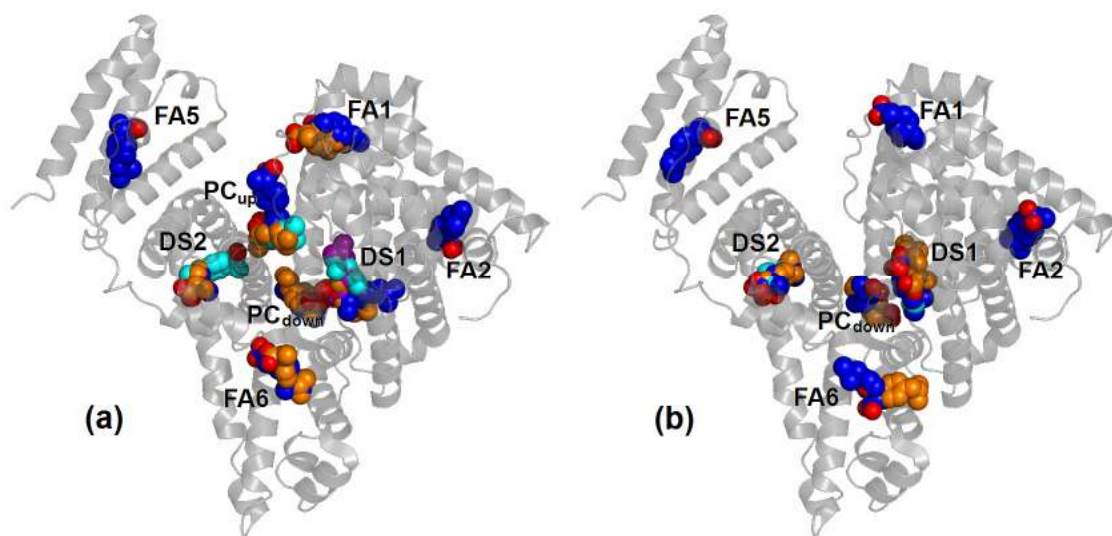 FA5
FA1
PCup
DS2
DS1
FA2
PCdown
FA6
(a)
FA5
FA1
DS2
DS1
FA2
PCdown
FA6
(b)